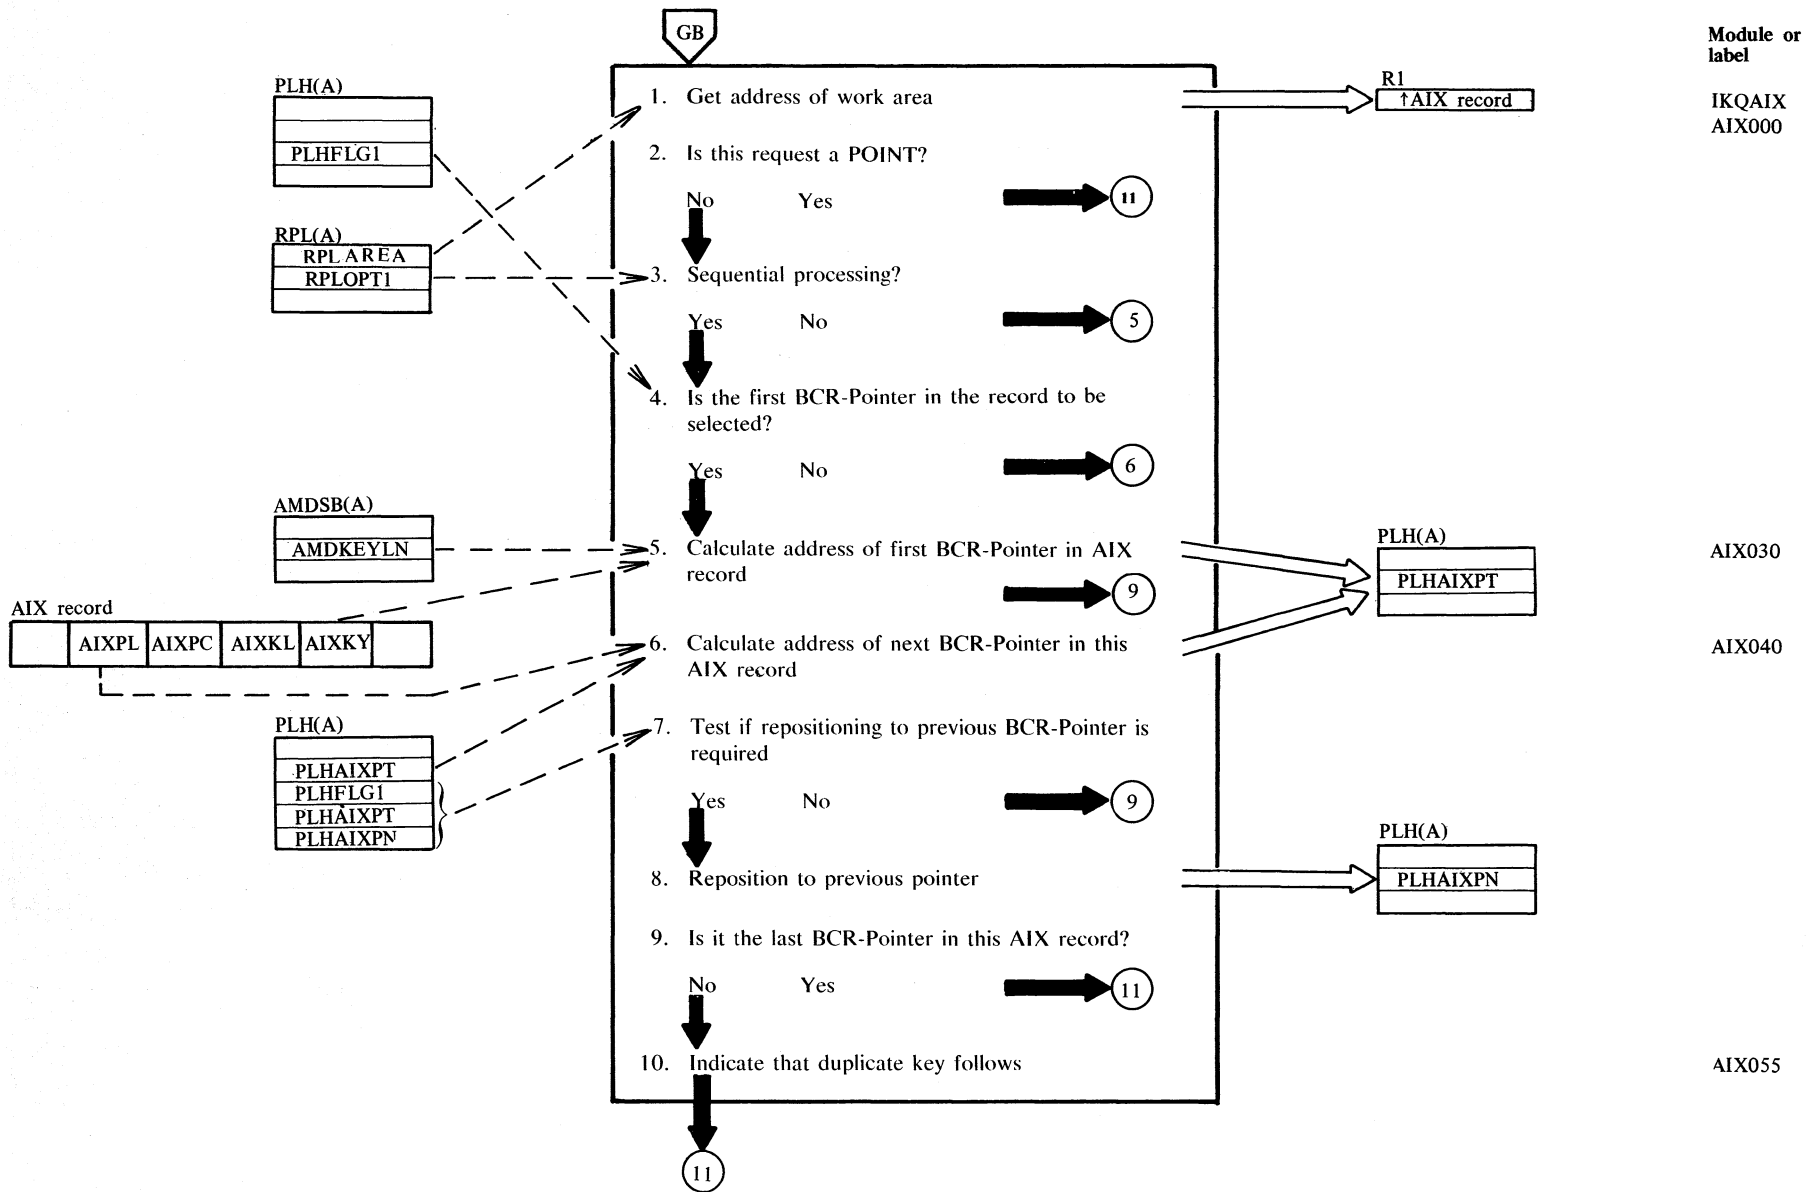 GB
Module or
label
PLH(A)
PLHFLG1
1. Get address of work area
R1
↑AIX record
IKQAIX
AIX000
2. Is this request a POINT?
No Yes 11
RPL(A)
RPLAREA
RPLOPT1
3. Sequential processing?
Yes No 5
4. Is the first BCR-Pointer in the record to be
selected?
Yes No 6
AMDSB(A)
AMDKEYLN
5. Calculate address of first BCR-Pointer in AIX
record
9
PLH(A)
PLHAIXPT
AIX030
AIX record
AIXPL AIXPC AIXKL AIXKY
6. Calculate address of next BCR-Pointer in this
AIX record
AIX040
PLH(A)
PLHAIXPT
PLHFLG1
PLHAIXPT
PLHAIXPN
7. Test if repositioning to previous BCR-Pointer is
required
Yes No 9
8. Reposition to previous pointer
PLH(A)
PLHAIXPN
9. Is it the last BCR-Pointer in this AIX record?
No Yes 11
10. Indicate that duplicate key follows
AIX055
11